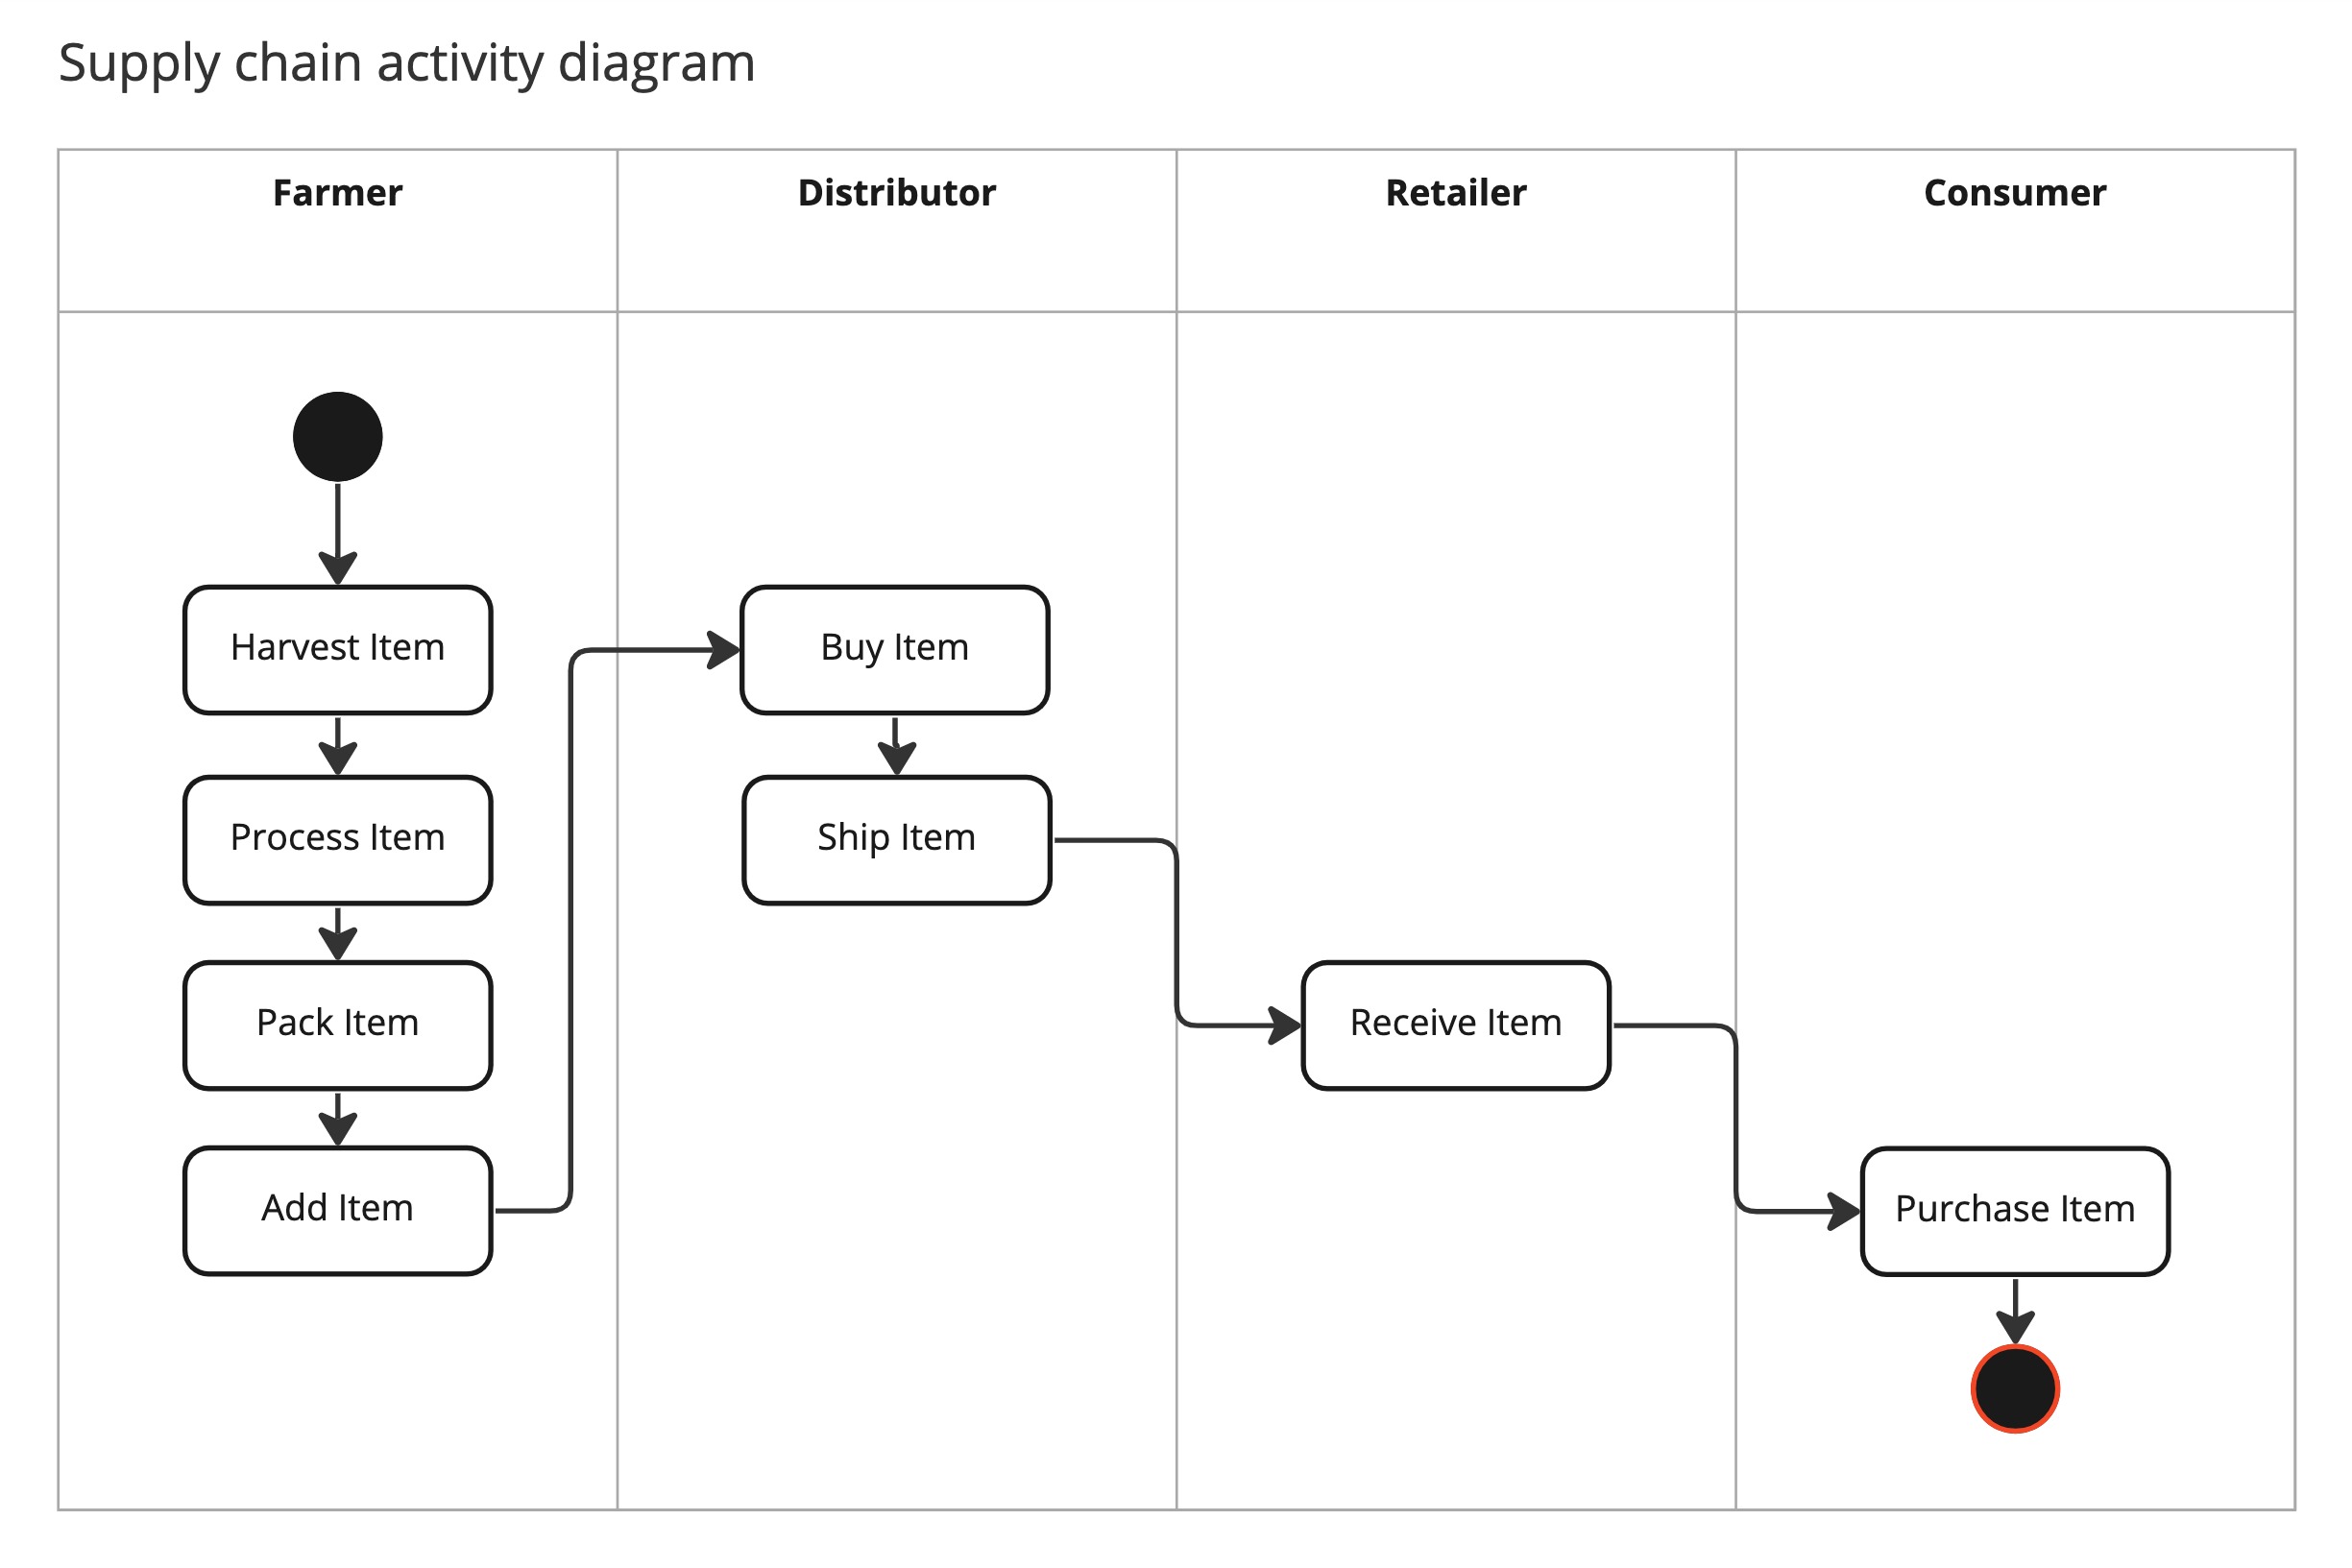 Supply chain activity diagram
Farmer
Distributor
Retailer
Consumer
Harvest Item
Buy Item
Process Item
Ship Item
Pack Item
Receive Item
Add Item
Purchase Item